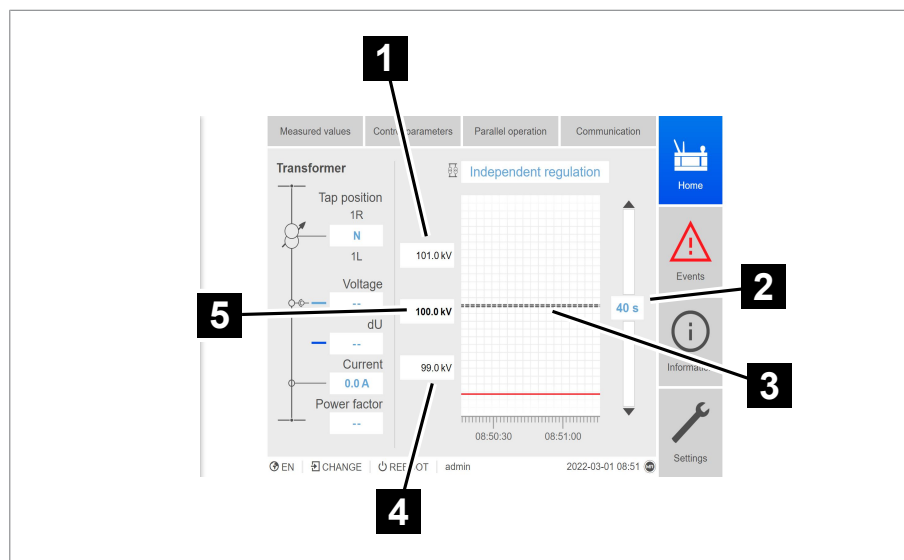 1
Measured values
Control parameters
Parallel operation
Communication
Transformer
Independent regulation
Home
Tap position
1R
N
1L
101.0 kV
Events
Voltage
--
100.0 kV
40 s
2
5
dU
--
Current
0.0 A
99.0 kV
Information
3
Power factor
--
08:50:30
08:51:00
Settings
EN
CHANGE
REBOOT
admin
2022-03-01 08:51
MR
4